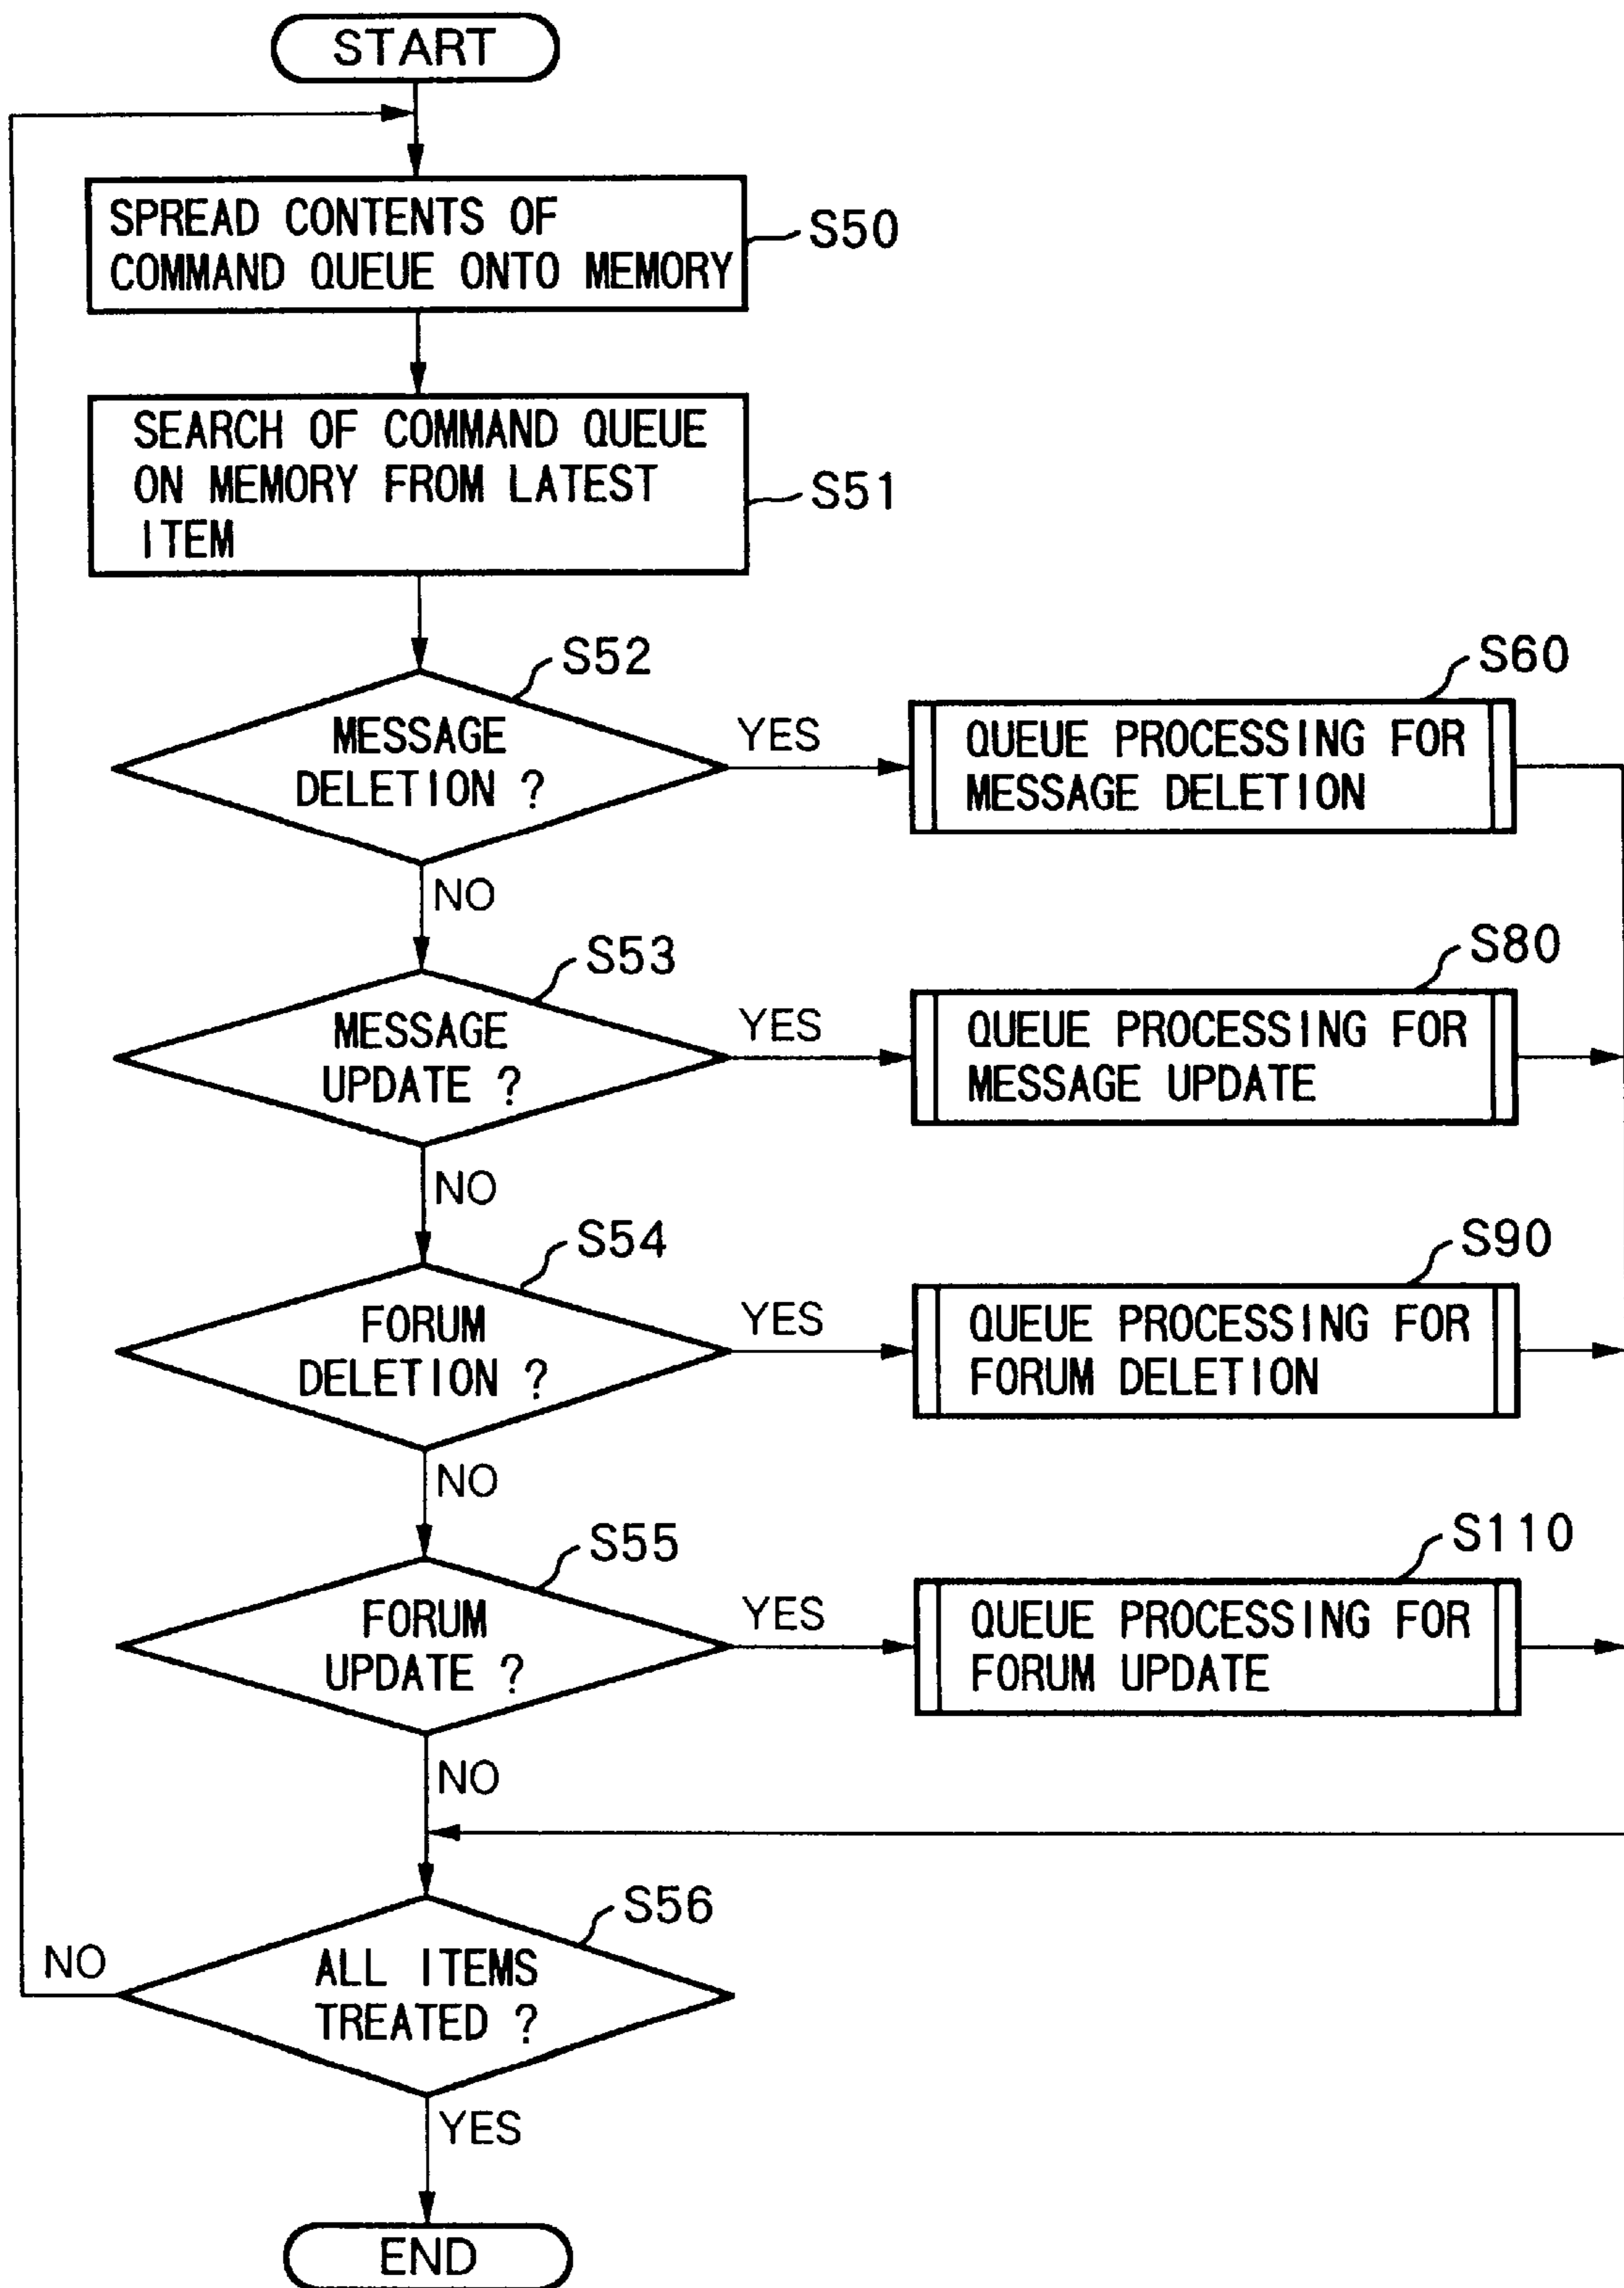 START
SPREAD CONTENTS OF
COMMAND QUEUE ONTO MEMORY
S50
SEARCH OF COMMAND QUEUE
ON MEMORY FROM LATEST
ITEM
S51
S52
MESSAGE
DELETION ?
YES
S60
QUEUE PROCESSING FOR
MESSAGE DELETION
NO
S53
MESSAGE
UPDATE ?
YES
S80
QUEUE PROCESSING FOR
MESSAGE UPDATE
NO
S54
FORUM
DELETION ?
YES
S90
QUEUE PROCESSING FOR
FORUM DELETION
NO
S55
FORUM
UPDATE ?
YES
S110
QUEUE PROCESSING FOR
FORUM UPDATE
NO
S56
ALL ITEMS
TREATED ?
NO
YES
END